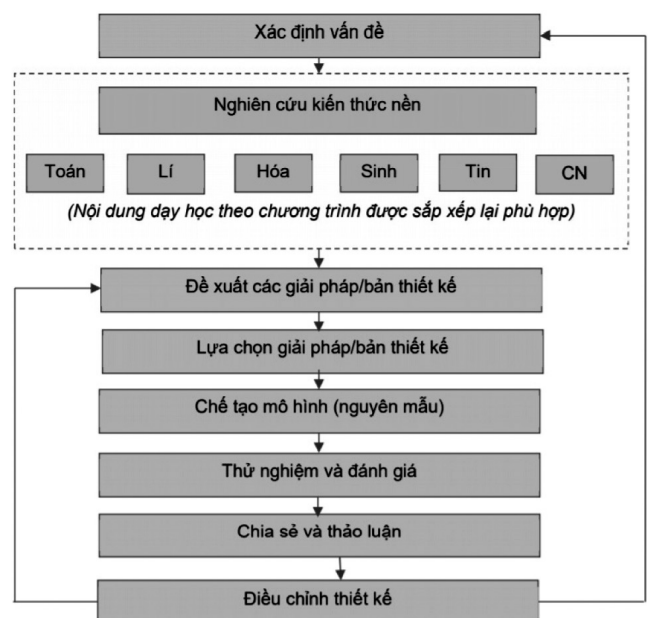 Xác định vấn đề
Nghiên cứu kiến thức nền
Toán Lí Hóa Sinh Tin CN
(Nội dung dạy học theo chương trình được sắp xếp lại phù hợp)
Đề xuất các giải pháp/bản thiết kế
Lựa chọn giải pháp/bản thiết kế
Chế tạo mô hình (nguyên mẫu)
Thử nghiệm và đánh giá
Chia sẻ và thảo luận
Điều chỉnh thiết kế